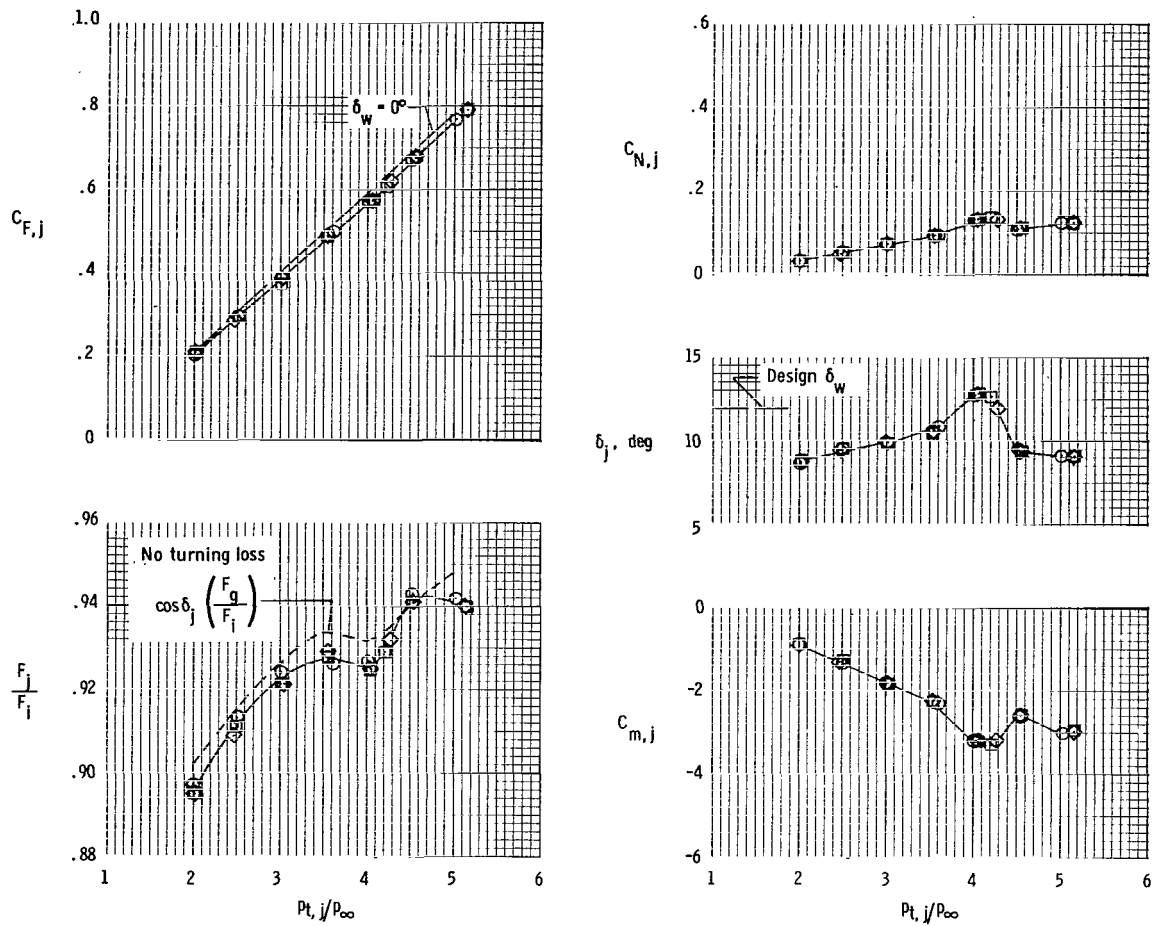 1.0
.8
.6
.4
.2
0
C_F,j
δ_w = 0°
.96
.94
.92
.90
.88
F_j/F_i
No turning loss
cos δ_j (F_g/F_i)
1 2 3 4 5 6
p_t,j/p_∞
.6
.4
.2
0
C_N,j
15
10
5
δ_j, deg
Design δ_w
0
-2
-4
-6
C_m,j
1 2 3 4 5 6
p_t,j/p_∞